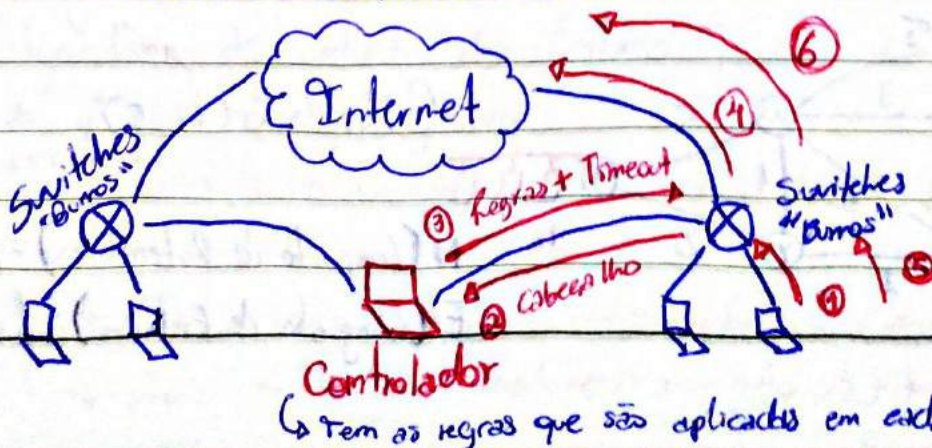 Internet
⑥
④
Switches
"Burros"
③ Regras + Timeout
Switches
"Burros"
② Cabeçalho
①
⑤
Controlador
↳ Tem as regras que são aplicadas em cada